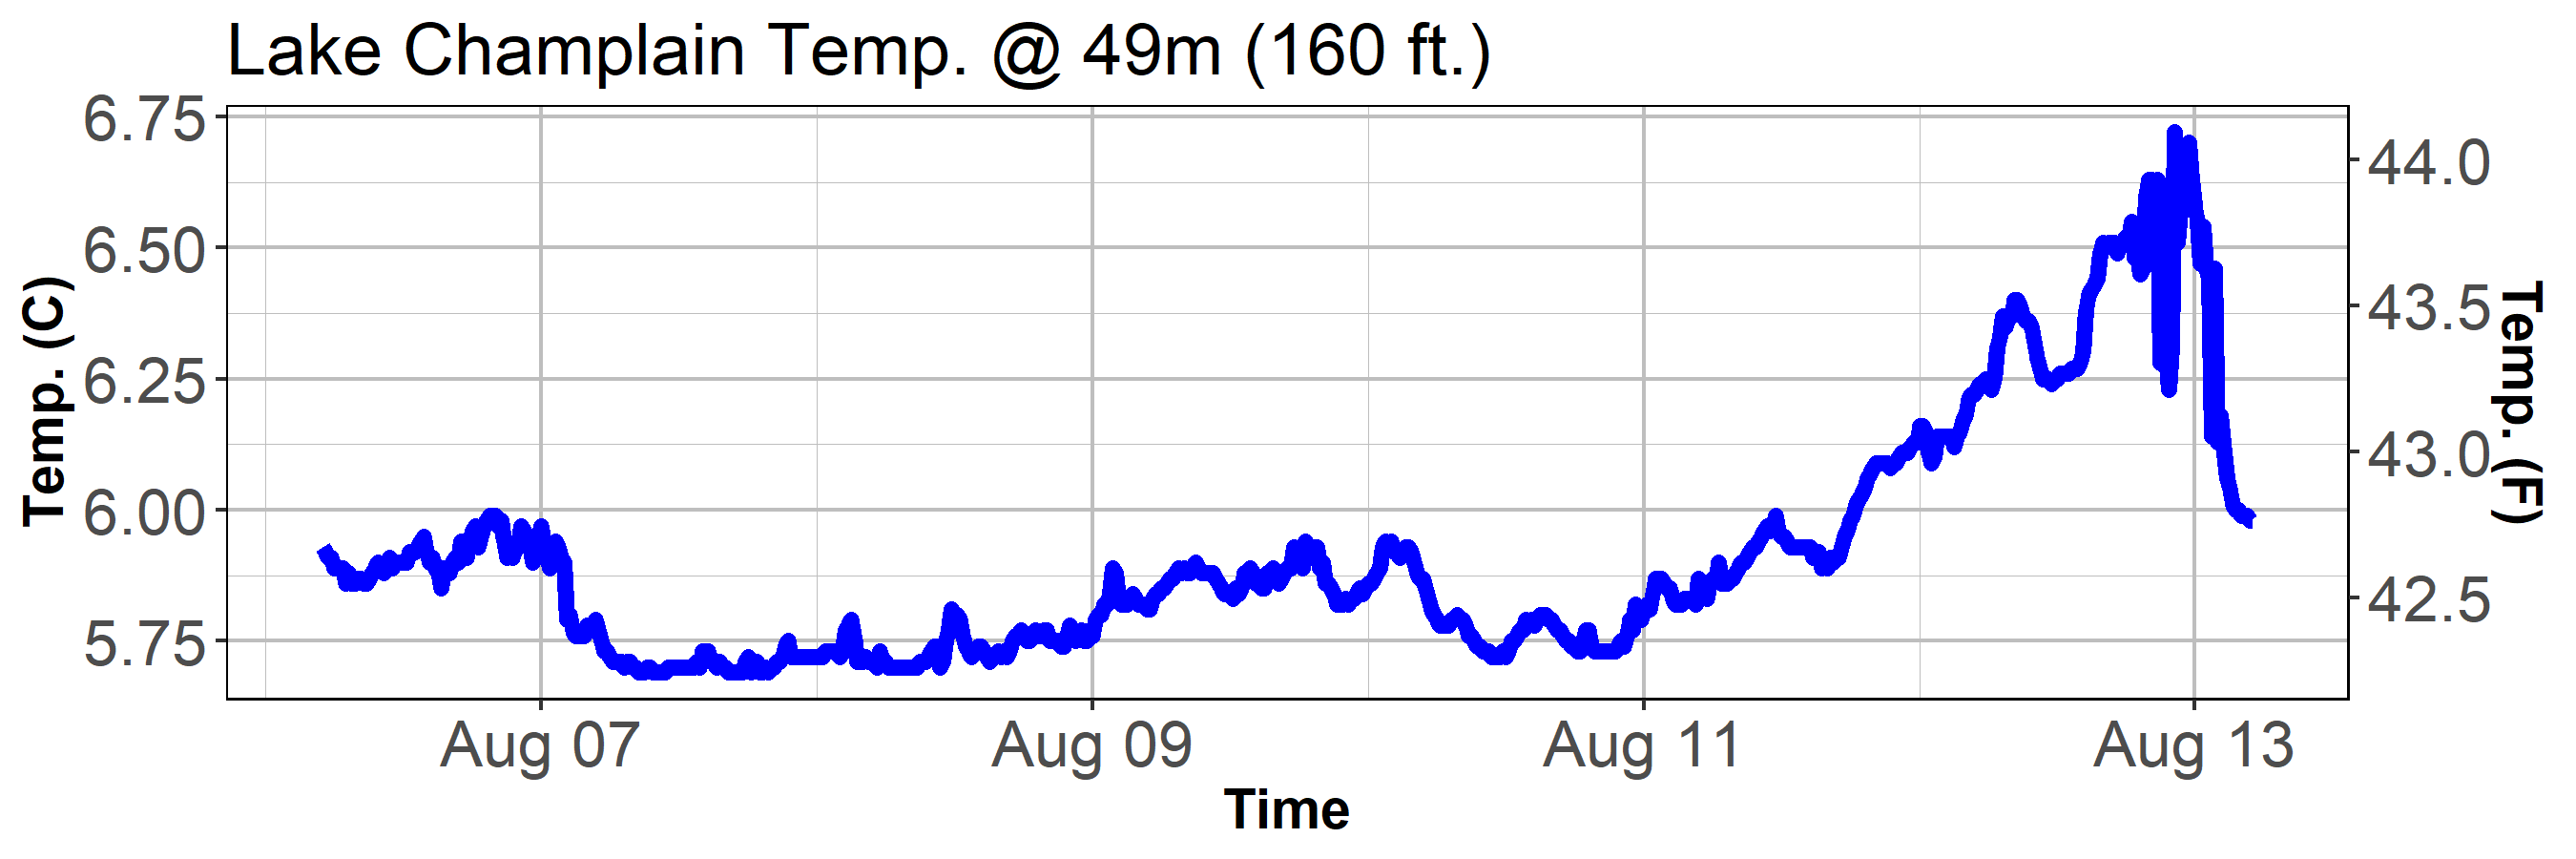 Lake Champlain Temp. @ 49m (160 ft.)
Temp. (C)
6.75
6.50
6.25
6.00
5.75
44.0
43.5
43.0
42.5
Temp. (F)
Aug 07
Aug 09
Aug 11
Aug 13
Time